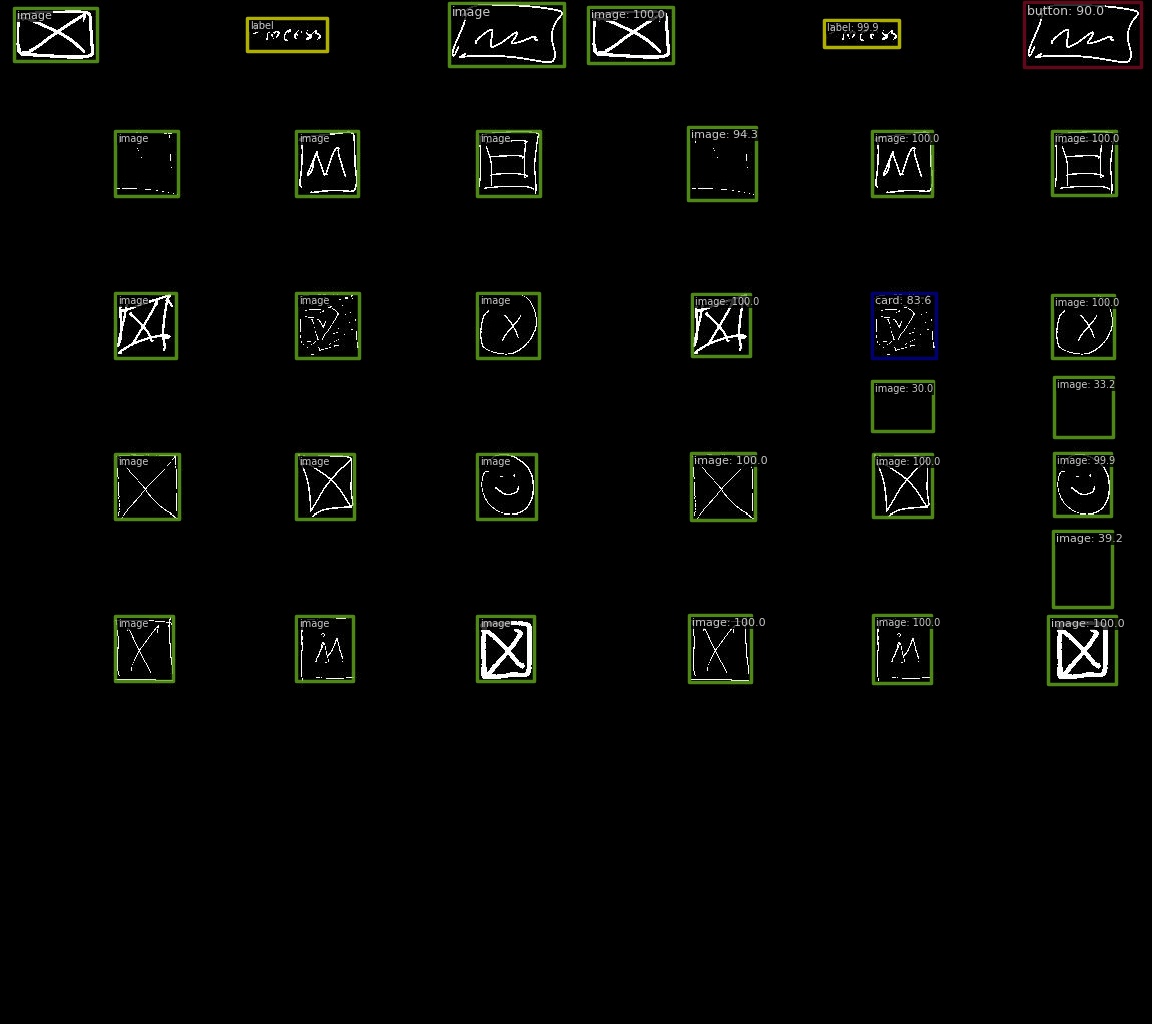 image label image image: 100.0 label: 99.9 button: 90.0
image image image image: 94.3 image: 100.0 image: 100.0
image image image image: 100.0 card: 83.6 image: 100.0
image: 30.0 image: 33.2
image image image image: 100.0 image: 100.0 image: 99.9
image: 39.2
image image image image: 100.0 image: 100.0 image: 100.0